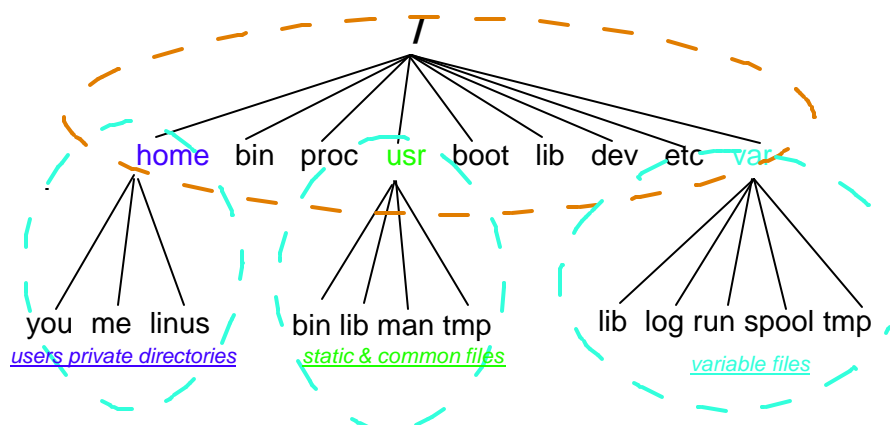 /
home bin proc usr boot lib dev etc var
you me linus
bin lib man tmp
lib log run spool tmp
users private directories
static & common files
variable files